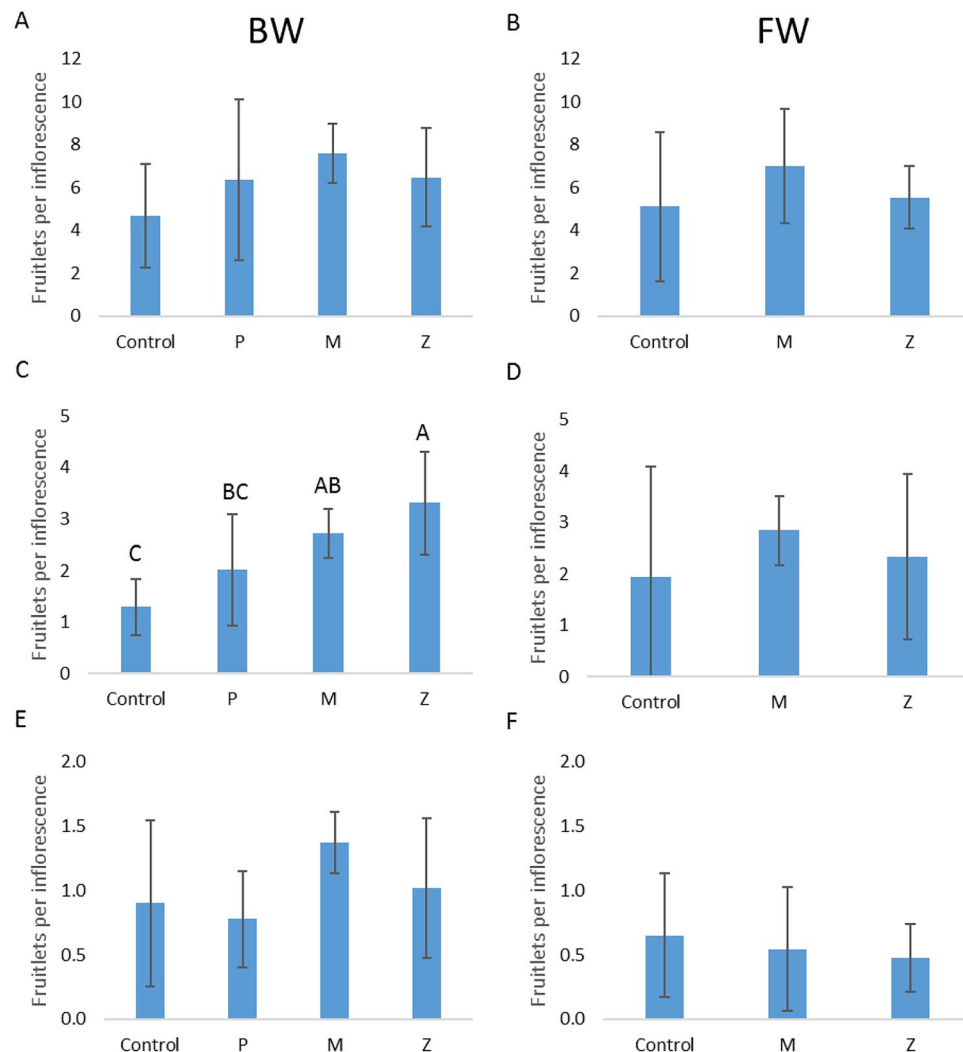 A BW
Fruitlets per inflorescence
12
10
8
6
4
2
0
Control P M Z
B FW
Fruitlets per inflorescence
12
10
8
6
4
2
0
Control M Z
C
Fruitlets per inflorescence
5
4
3
2
1
0
C BC AB A
Control P M Z
D
Fruitlets per inflorescence
5
4
3
2
1
0
Control M Z
E
Fruitlets per inflorescence
2.0
1.5
1.0
0.5
0.0
Control P M Z
F
Fruitlets per inflorescence
2.0
1.5
1.0
0.5
0.0
Control M Z